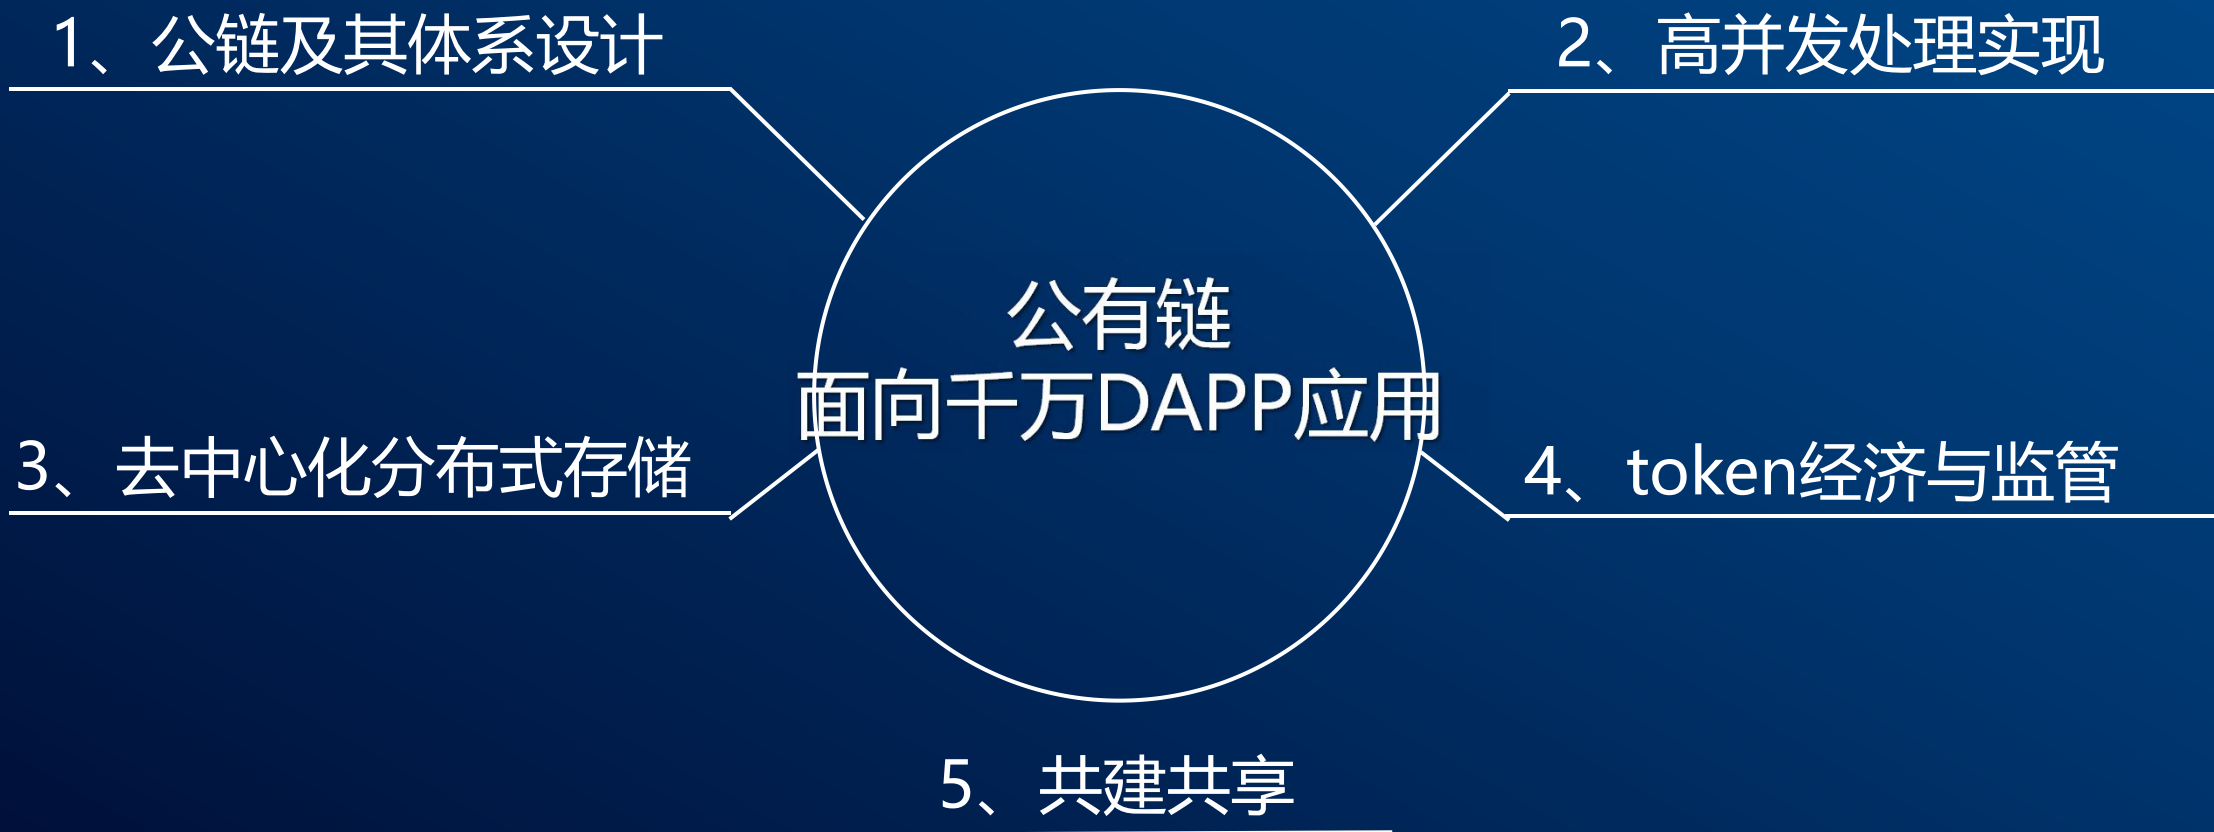 1、公链及其体系设计
2、高并发处理实现
公有链
面向千万DAPP应用
3、去中心化分布式存储
4、token经济与监管
5、共建共享